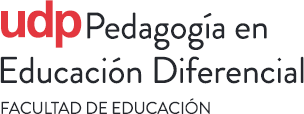 udp Pedagogía en
Educación Diferencial
FACULTAD DE EDUCACIÓN